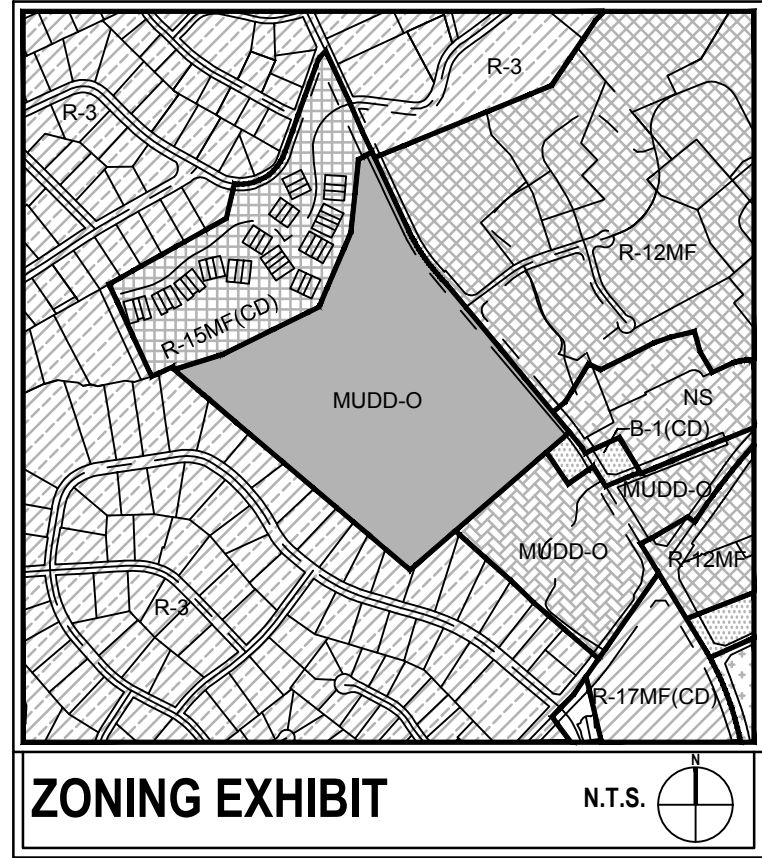 R-3
R-3
R-12MF
R-15MF(CD)
MUDD-O
NS
B-1(CD)
MUDD-O
MUDD-O
R-12MF
R-3
R-17MF(CD)
ZONING EXHIBIT
N.T.S.
N